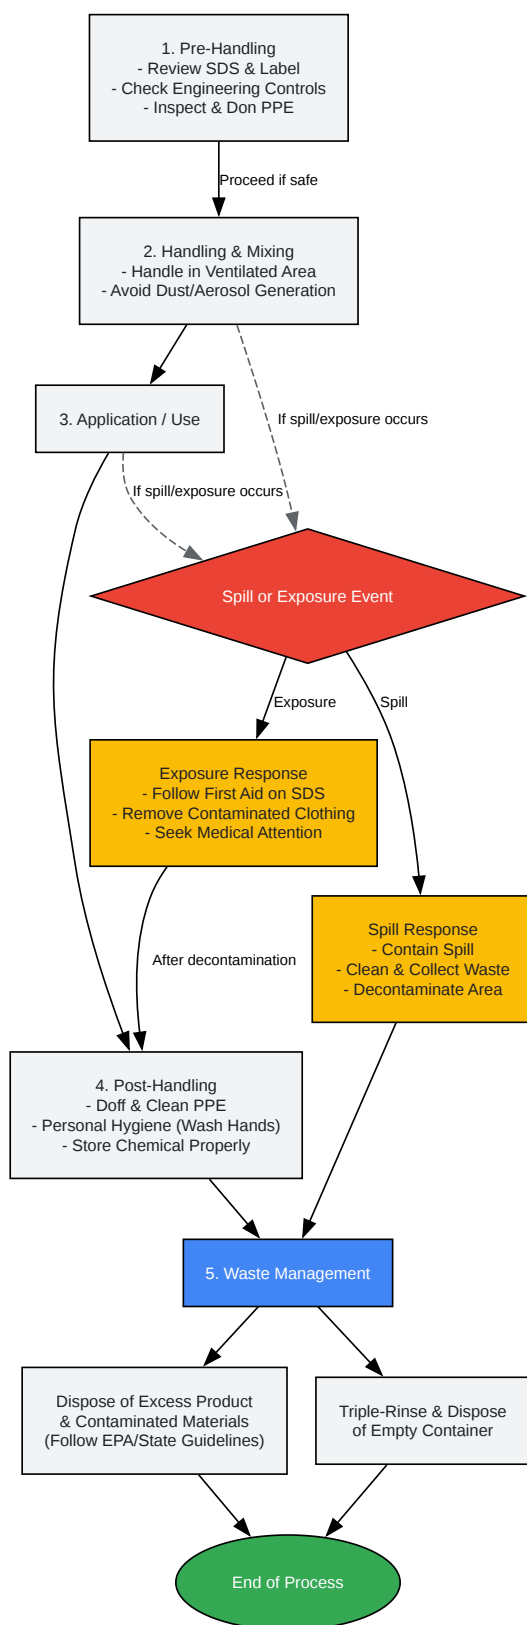 1. Pre-Handling
- Review SDS & Label
- Check Engineering Controls
- Inspect & Don PPE
Proceed if safe
2. Handling & Mixing
- Handle in Ventilated Area
- Avoid Dust/Aerosol Generation
3. Application / Use
If spill/exposure occurs
If spill/exposure occurs
Spill or Exposure Event
Exposure
Spill
Exposure Response
- Follow First Aid on SDS
- Remove Contaminated Clothing
- Seek Medical Attention
Spill Response
- Contain Spill
- Clean & Collect Waste
- Decontaminate Area
After decontamination
4. Post-Handling
- Doff & Clean PPE
- Personal Hygiene (Wash Hands)
- Store Chemical Properly
5. Waste Management
Dispose of Excess Product
& Contaminated Materials
(Follow EPA/State Guidelines)
Triple-Rinse & Dispose
of Empty Container
End of Process